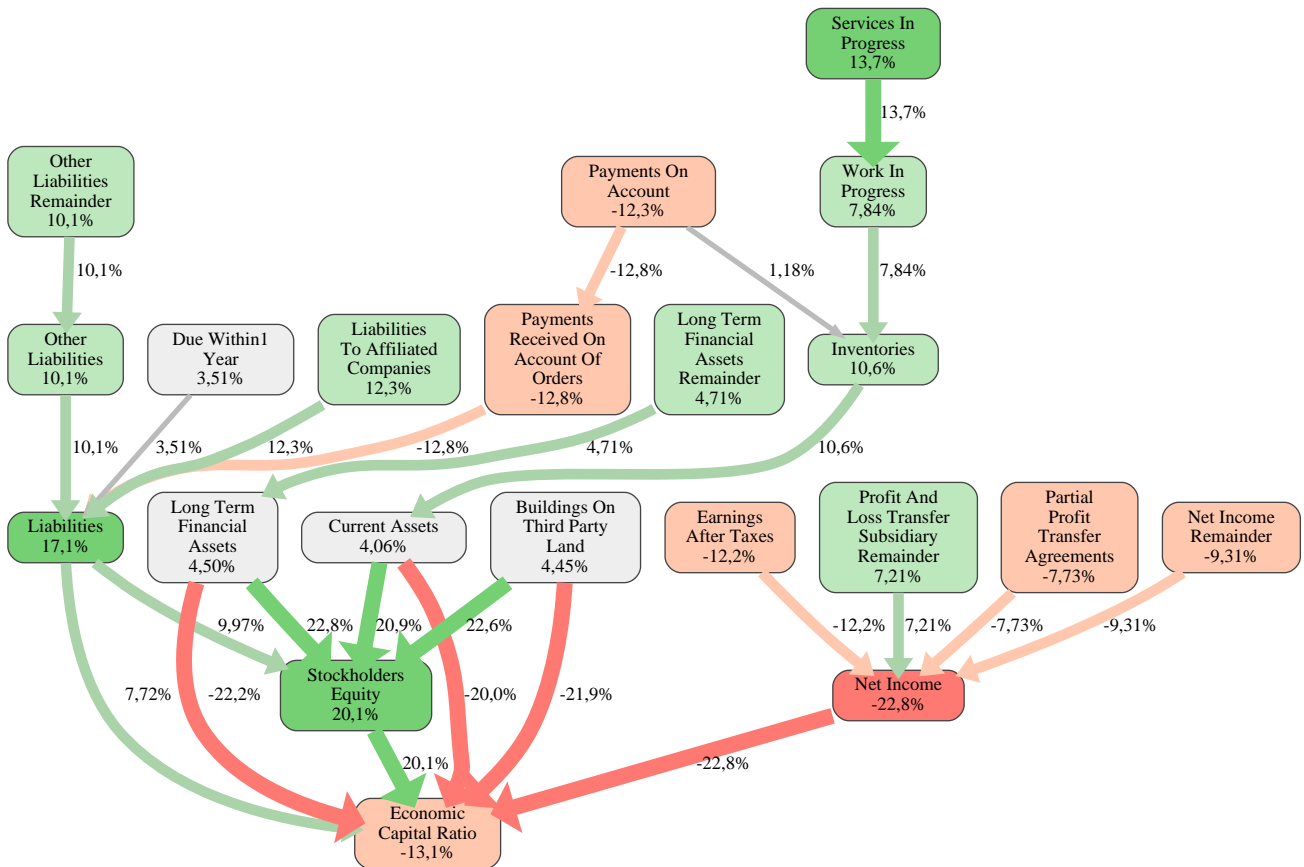 Services In
Progress
13,7%
13,7%
Other
Liabilities
Remainder
10,1%
Payments On
Account
-12,3%
Work In
Progress
7,84%
10,1%
-12,8%
1,18%
7,84%
Other
Liabilities
10,1%
Due Within1
Year
3,51%
Liabilities
To Affiliated
Companies
12,3%
Payments
Received On
Account Of
Orders
-12,8%
Long Term
Financial
Assets
Remainder
4,71%
Inventories
10,6%
10,1%
3,51%
12,3%
-12,8%
4,71%
10,6%
Liabilities
17,1%
Long Term
Financial
Assets
4,50%
Current Assets
4,06%
Buildings On
Third Party
Land
4,45%
Earnings
After Taxes
-12,2%
Profit And
Loss Transfer
Subsidiary
Remainder
7,21%
Partial
Profit
Transfer
Agreements
-7,73%
Net Income
Remainder
-9,31%
9,97%
22,8%
20,9%
22,6%
-12,2%
7,21%
-7,73%
-9,31%
Stockholders
Equity
20,1%
Net Income
-22,8%
7,72%
-22,2%
-20,0%
-21,9%
20,1%
-22,8%
Economic
Capital Ratio
-13,1%